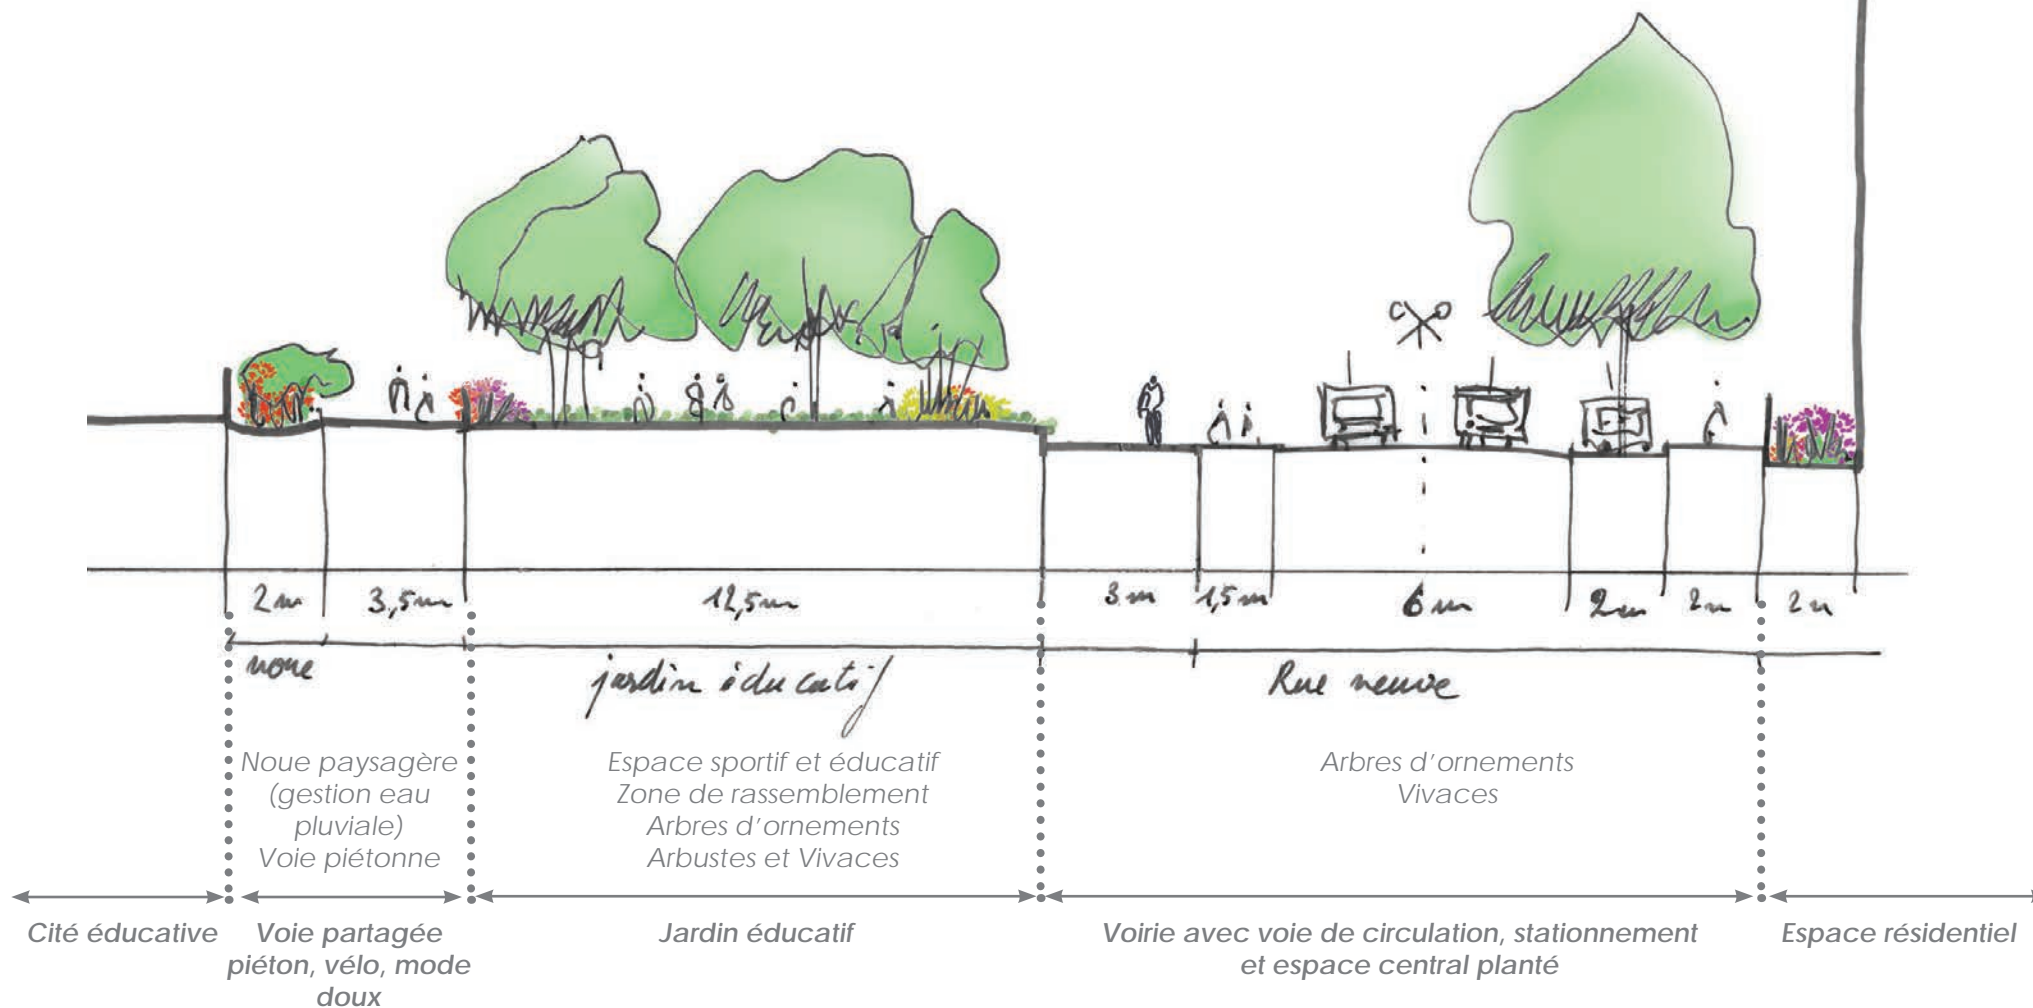 2m 3,5m 12,5m 3m 1,5m 6m 2m 2m 2m
noue jardin éducatif Rue neuve
Noue paysagère
(gestion eau
pluviale)
Voie piétonne
Espace sportif et éducatif
Zone de rassemblement
Arbres d'ornements
Arbustes et Vivaces
Arbres d'ornements
Vivaces
Cité éducative
Voie partagée
piéton, vélo, mode
doux
Jardin éducatif
Voirie avec voie de circulation, stationnement
et espace central planté
Espace résidentiel